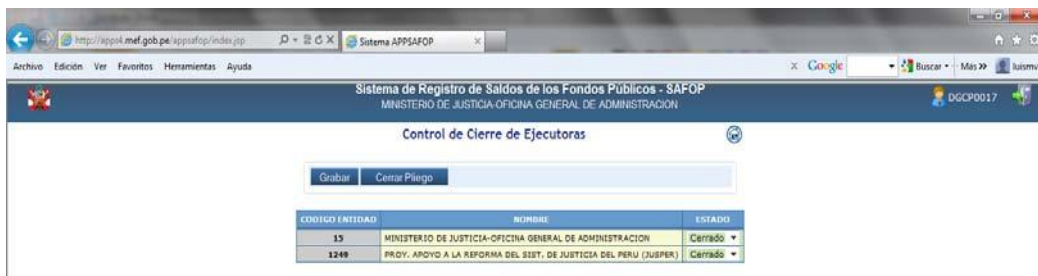 http://apps4.mef.gob.pe/appsafop/index.jsp
Sistema APPSAFOP
Archivo Edición Ver Favoritos Herramientas Ayuda
x Google
Buscar
Más »
luismv
Sistema de Registro de Saldos de los Fondos Públicos - SAFOP
MINISTERIO DE JUSTICIA-OFICINA GENERAL DE ADMINISTRACION
DGCP0017
Control de Cierre de Ejecutoras
Grabar Cerrar Pliego
CODIGO ENTIDAD NOMBRE ESTADO
15 MINISTERIO DE JUSTICIA-OFICINA GENERAL DE ADMINISTRACION Cerrado
1249 PROY. APOYO A LA REFORMA DEL SIST. DE JUSTICIA DEL PERU (JUSPER) Cerrado